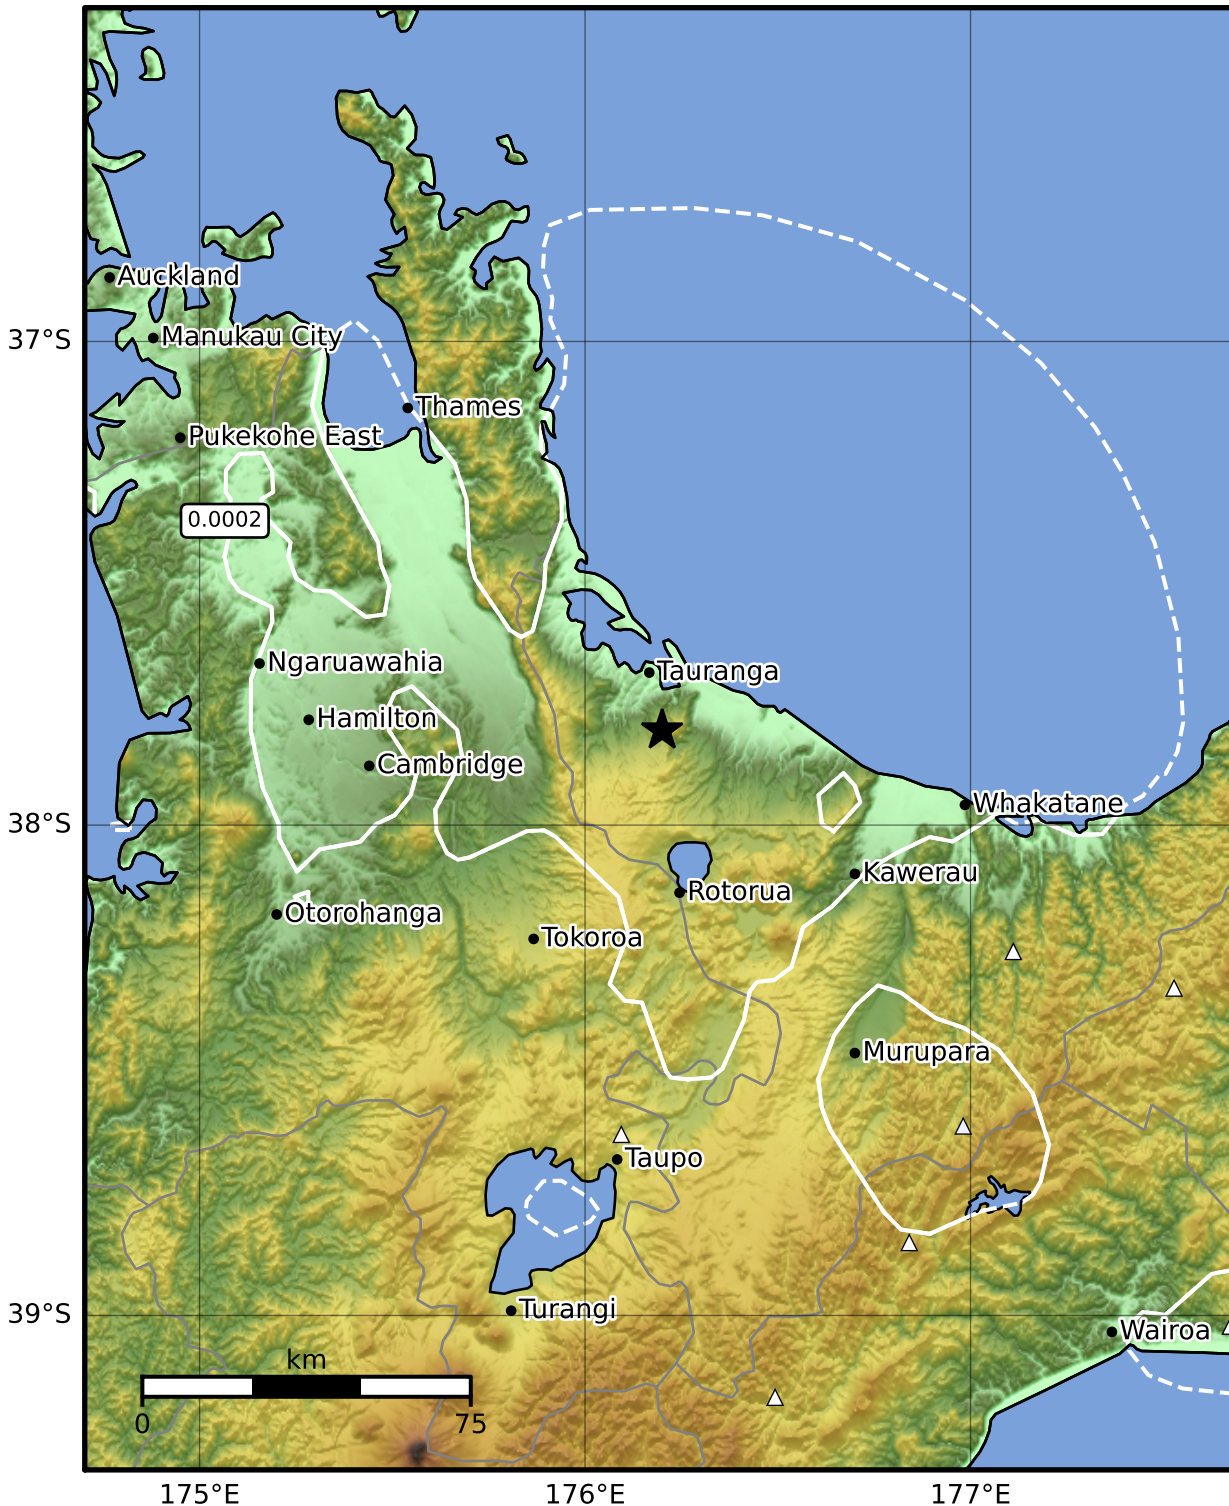 Auckland
Manukau City
37°S
Thames
Pukekohe East
0.0002
Ngaruawahia
Tauranga
Hamilton
Cambridge
Whakatane
38°S
Kawerau
Rotorua
Otorohanga
Tokoroa
Murupara
Taupo
Turangi
39°S
Wairoa
km
0 75
175°E 176°E 177°E